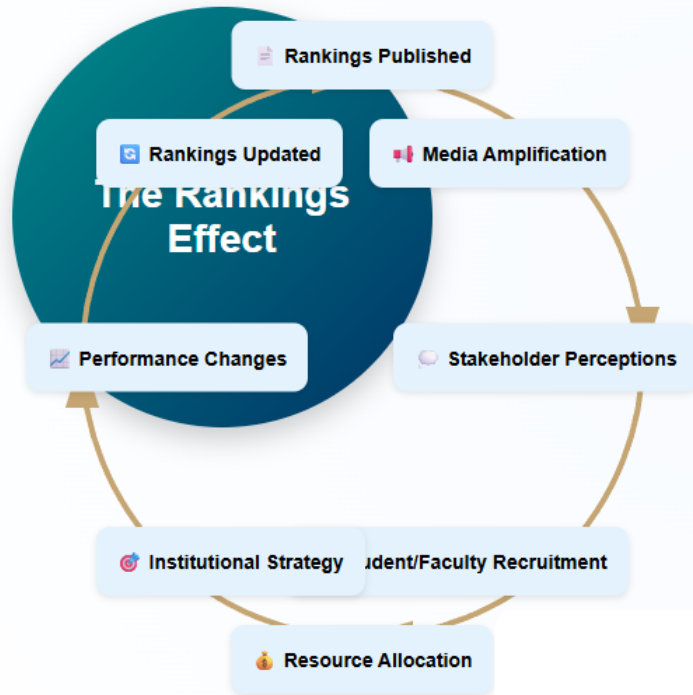 Rankings Published
Rankings Updated
Media Amplification
The Rankings
Effect
Performance Changes
Stakeholder Perceptions
Institutional Strategy
udent/Faculty Recruitment
Resource Allocation